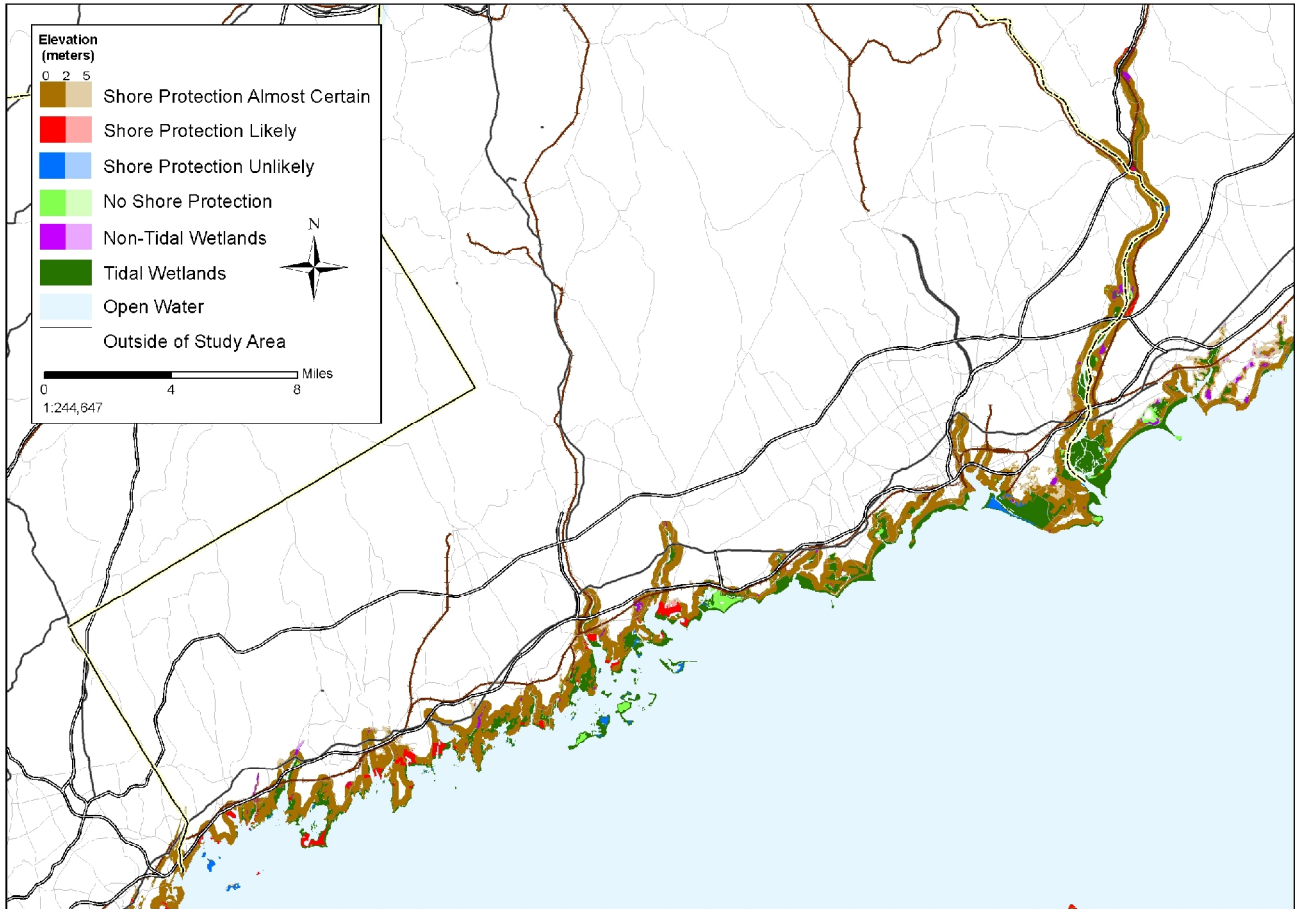 Elevation
(meters)
0 2 5
Shore Protection Almost Certain
Shore Protection Likely
Shore Protection Unlikely
No Shore Protection
N
Non-Tidal Wetlands
Tidal Wetlands
Open Water
Outside of Study Area
Miles
0 4 8
1:244,647